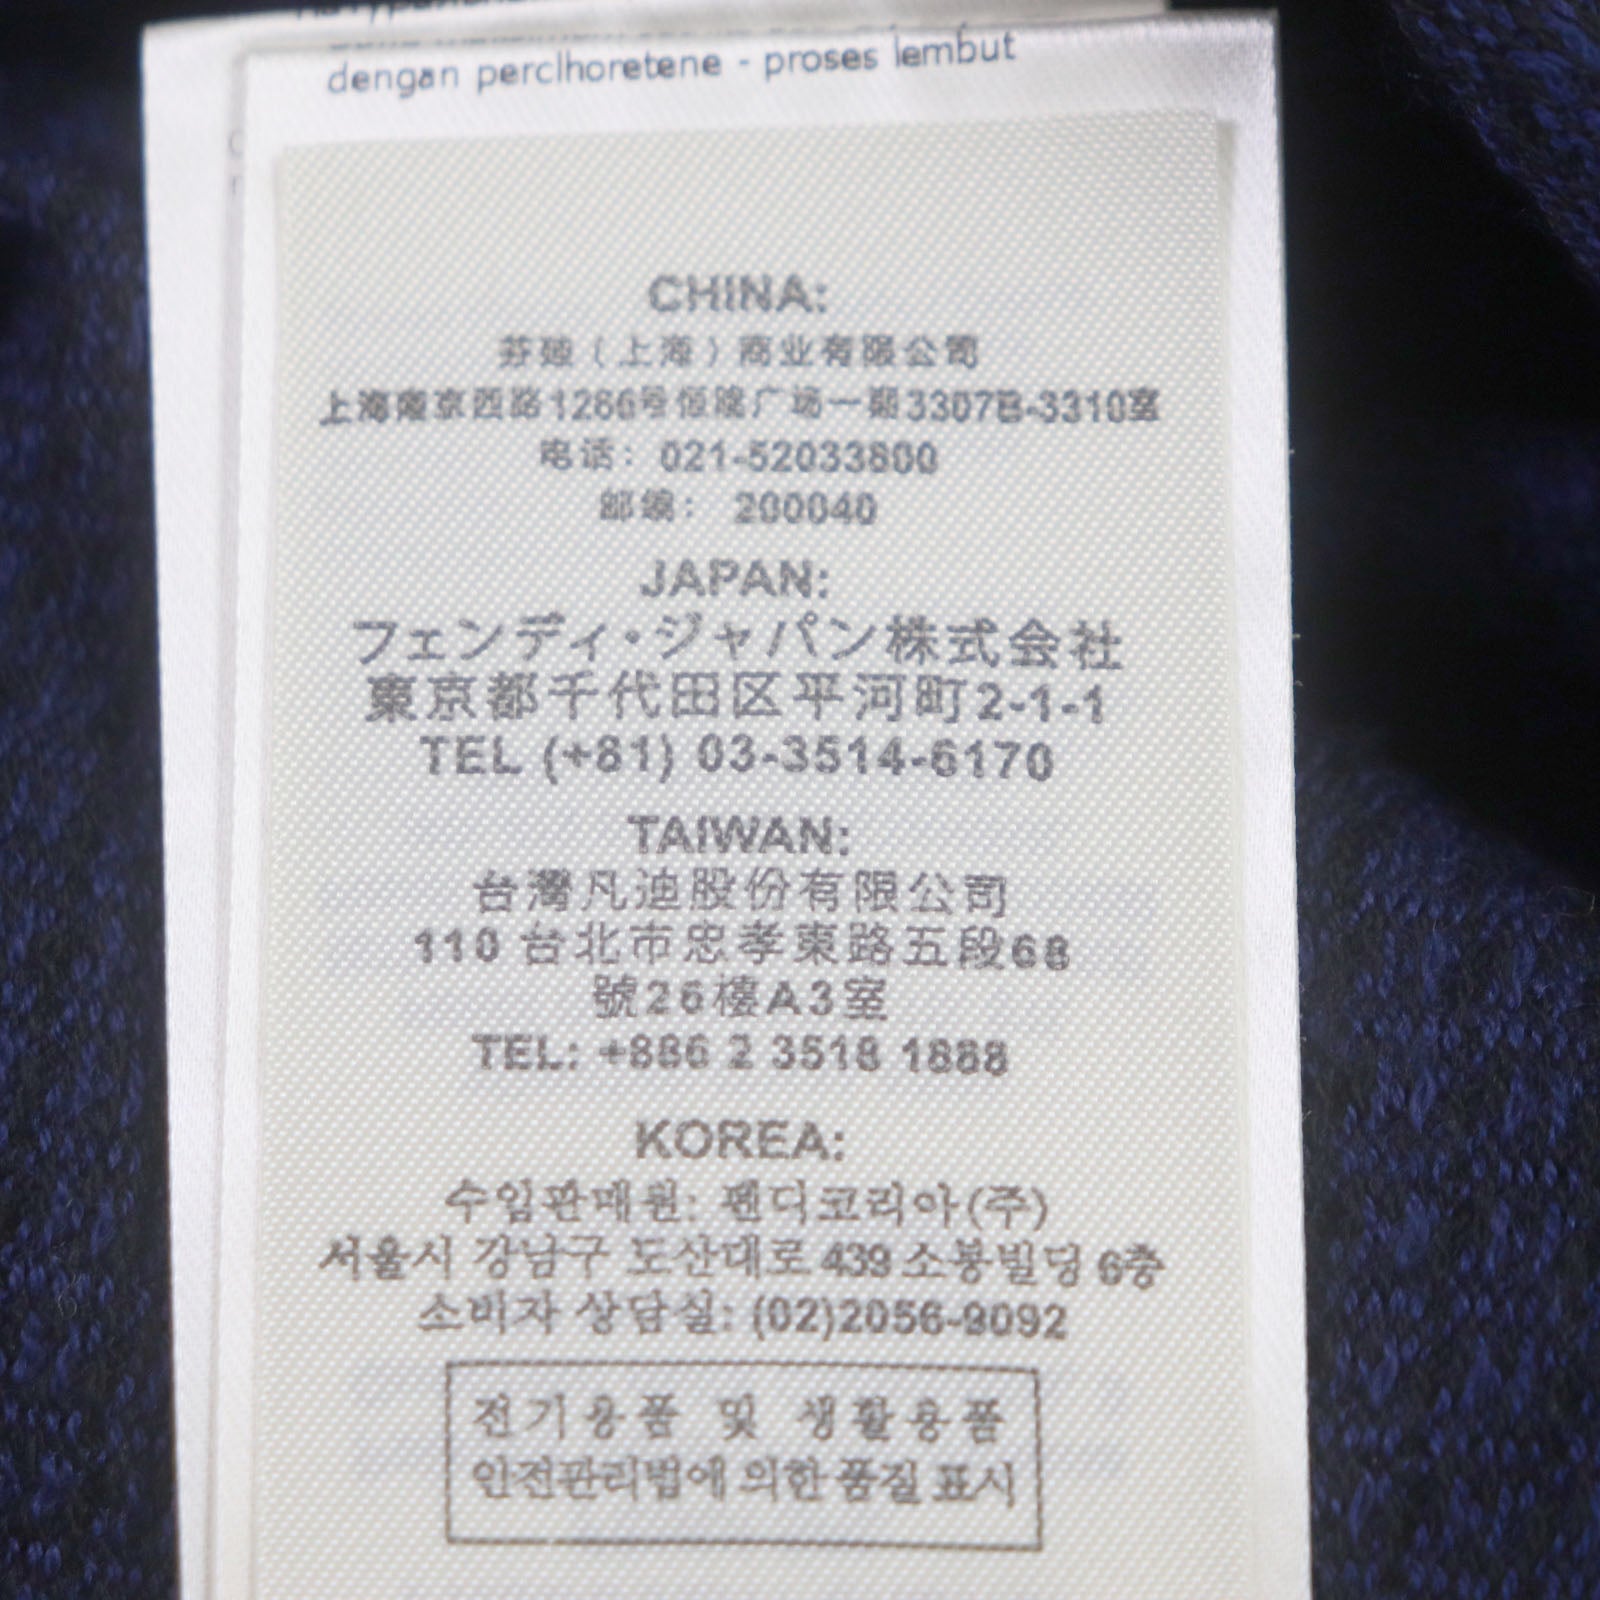 dengan perclhoretene - proses lembut
CHINA:
芬迪（上海）商业有限公司
上海南京西路1266号恒隆广场一期3307B-3310室
电话：021-52033800
邮编：200040
JAPAN:
フェンディ・ジャパン株式会社
東京都千代田区平河町2-1-1
TEL (+81) 03-3514-6170
TAIWAN:
台灣凡迪股份有限公司
110 台北市忠孝東路五段68
號26樓A3室
TEL: +886 2 3518 1888
KOREA:
수입판매원: 펜디코리아(주)
서울시 강남구 도산대로 439 소봉빌딩 6층
소비자 상담실: (02)2056-9092
전기용품 및 생활용품
안전관리법에 의한 품질 표시